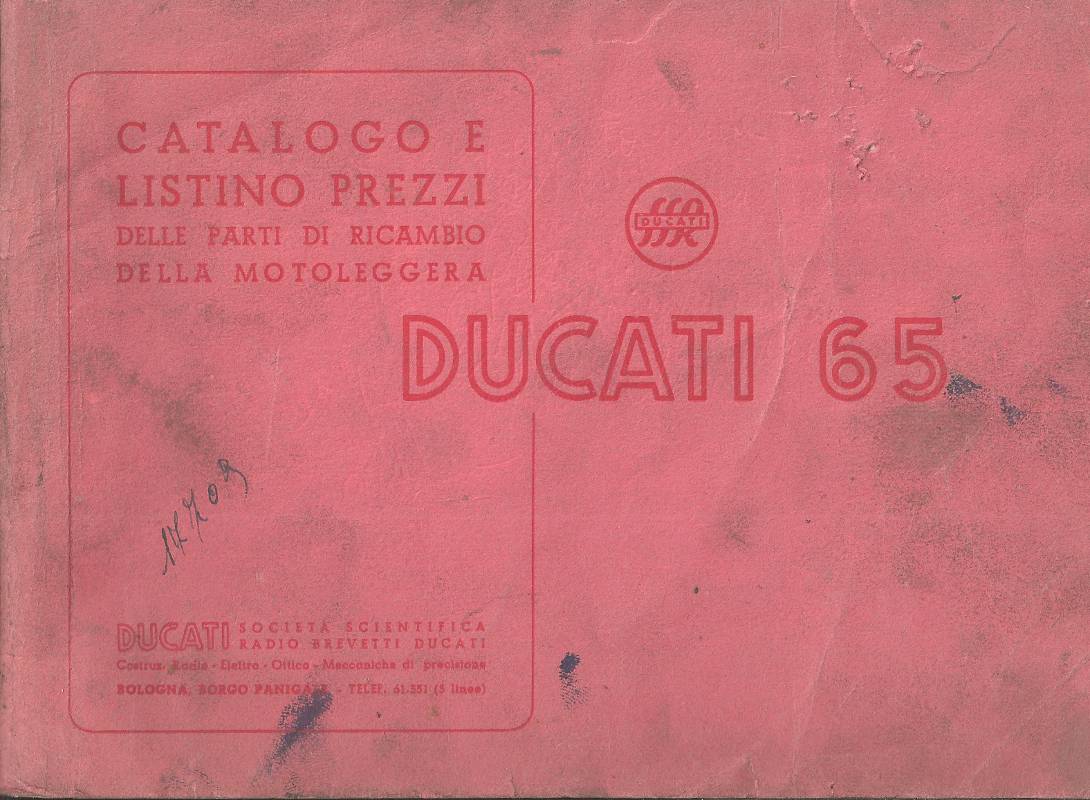 CATALOGO E
LISTINO PREZZI
DELLE PARTI DI RICAMBIO
DELLA MOTOLEGGERA
DUCATI
DUCATI 65
DUCATI SOCIETÀ SCIENTIFICA
RADIO BREVETTI DUCATI
Costruz. Radio - Elettro - Ottico - Meccaniche di precisione
BOLOGNA, BORGO PANIGALE - TELEF. 61.551 (5 linee)